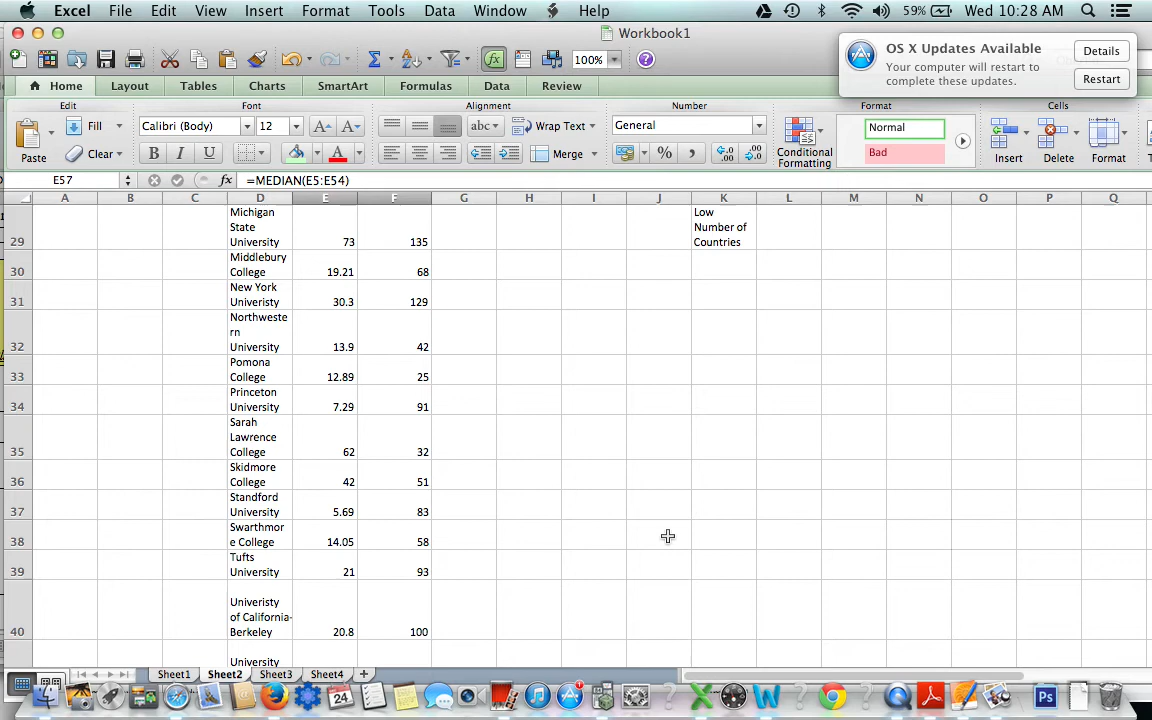 Excel File Edit View Insert Format Tools Data Window Help 59% Wed 10:28 AM
Workbook1
OS X Updates Available
Your computer will restart to
complete these updates.
Details
Restart
100%
Home Layout Tables Charts SmartArt Formulas Data Review
Edit Font Alignment Number Format Cells
Paste Fill Clear
Calibri (Body) 12 A A
B I U A
abc Wrap Text
Merge
General
% , .00 .0
Conditional
Formatting
Normal
Bad
Insert Delete Format
E57 fx =MEDIAN(E5:E54)
A B C D E F G H I J K L M N O P Q
Michigan
State
29 University 73 135
Low
Number of
Countries
Middlebury
30 College 19.21 68
New York
31 Univeristy 30.3 129
Northweste
rn
32 University 13.9 42
Pomona
33 College 12.89 25
Princeton
34 University 7.29 91
Sarah
Lawrence
35 College 62 32
Skidmore
36 College 42 51
Standford
37 University 5.69 83
Swarthmor
38 e College 14.05 58
Tufts
39 University 21 93
Univeristy
of California-
40 Berkeley 20.8 100
University
Sheet1 Sheet2 Sheet3 Sheet4 +